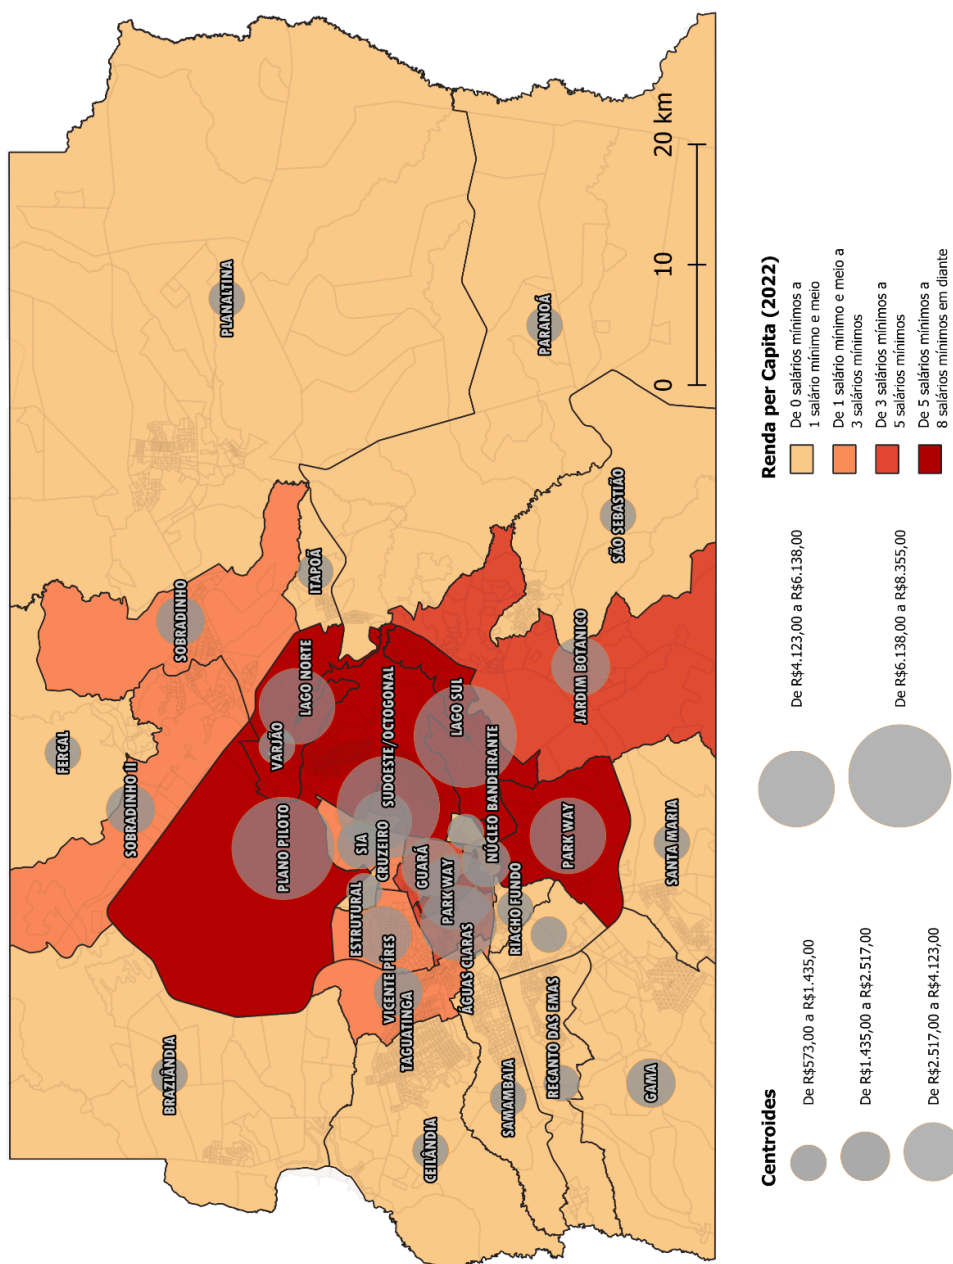 FERCAL
SOBRADINHO II
SOBRADINHO
PLANALTINA
BRAZLÂNDIA
PLANO PILOTO
VARJÃO
LAGO NORTE
ITAPOÃ
ESTRUTURAL
SIA
CRUZEIRO
SUDOESTE/OCTOGONAL
VICENTE PIRES
TAGUATINGA
GUARÁ
PARK WAY
LAGO SUL
CEILÂNDIA
ÁGUAS CLARAS
NÚCLEO BANDEIRANTE
RIACHO FUNDO
PARANOÁ
SAMAMBAIA
RECANTO DAS EMAS
PARK WAY
JARDIM BOTÂNICO
SÃO SEBASTIÃO
GAMA
SANTA MARIA
0 10 20 km
Centroides
De R$573,00 a R$1.435,00
De R$1.435,00 a R$2.517,00
De R$2.517,00 a R$4.123,00
De R$4.123,00 a R$6.138,00
De R$6.138,00 a R$8.355,00
Renda per Capita (2022)
De 0 salários mínimos a
1 salário mínimo e meio
De 1 salário mínimo e meio a
3 salários mínimos
De 3 salários mínimos a
5 salários mínimos
De 5 salários mínimos a
8 salários mínimos em diante